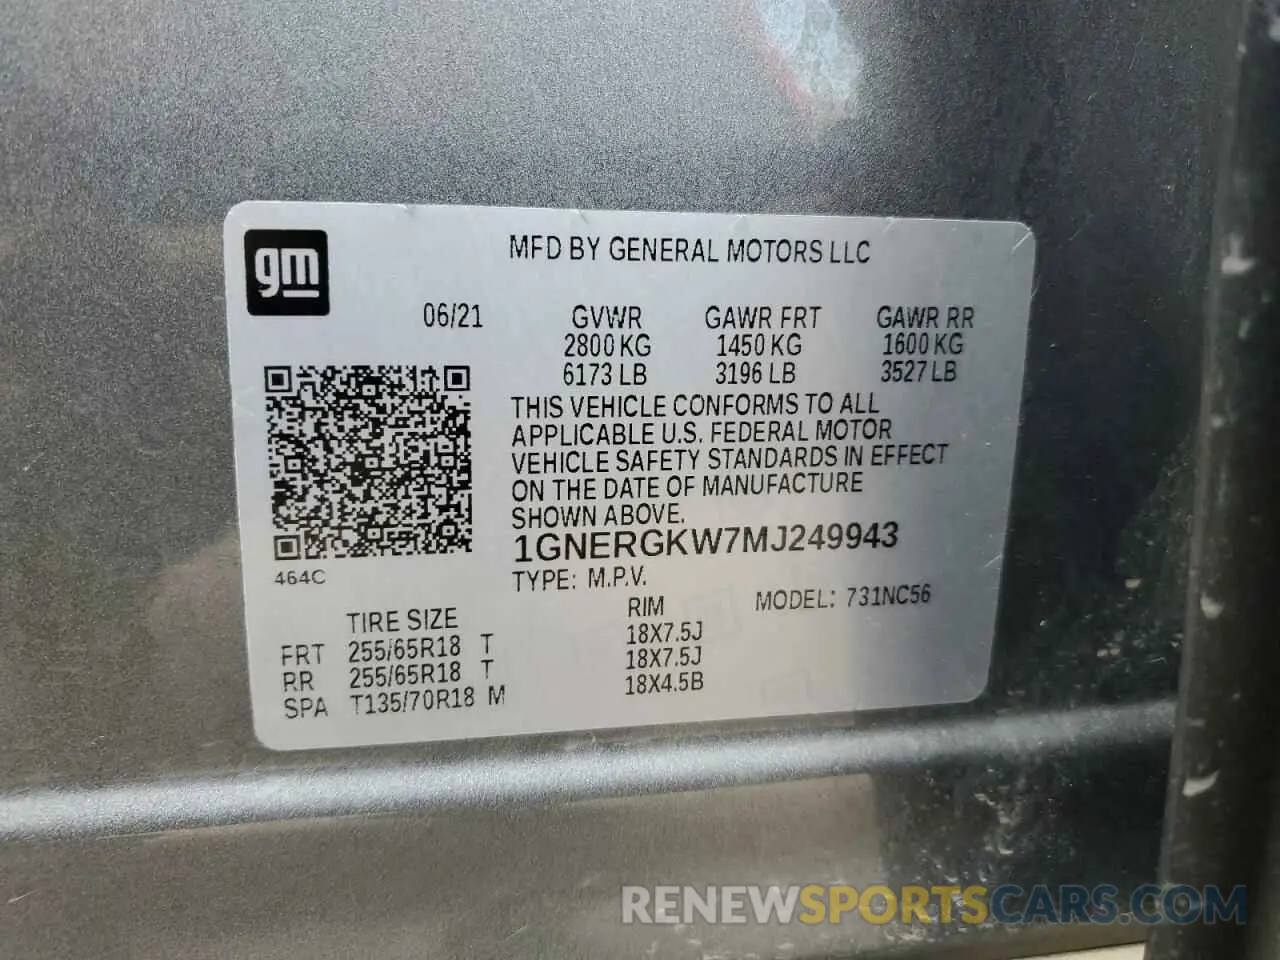 gm
MFD BY GENERAL MOTORS LLC
06/21 GVWR GAWR FRT GAWR RR
2800 KG 1450 KG 1600 KG
6173 LB 3196 LB 3527 LB
THIS VEHICLE CONFORMS TO ALL
APPLICABLE U.S. FEDERAL MOTOR
VEHICLE SAFETY STANDARDS IN EFFECT
ON THE DATE OF MANUFACTURE
SHOWN ABOVE.
1GNERGKW7MJ249943
464C
TYPE: M.P.V.
MODEL: 731NC56
TIRE SIZE RIM
FRT 255/65R18 T 18X7.5J
RR 255/65R18 T 18X7.5J
SPA T135/70R18 M 18X4.5B
RENEWSPORTSCARS.COM